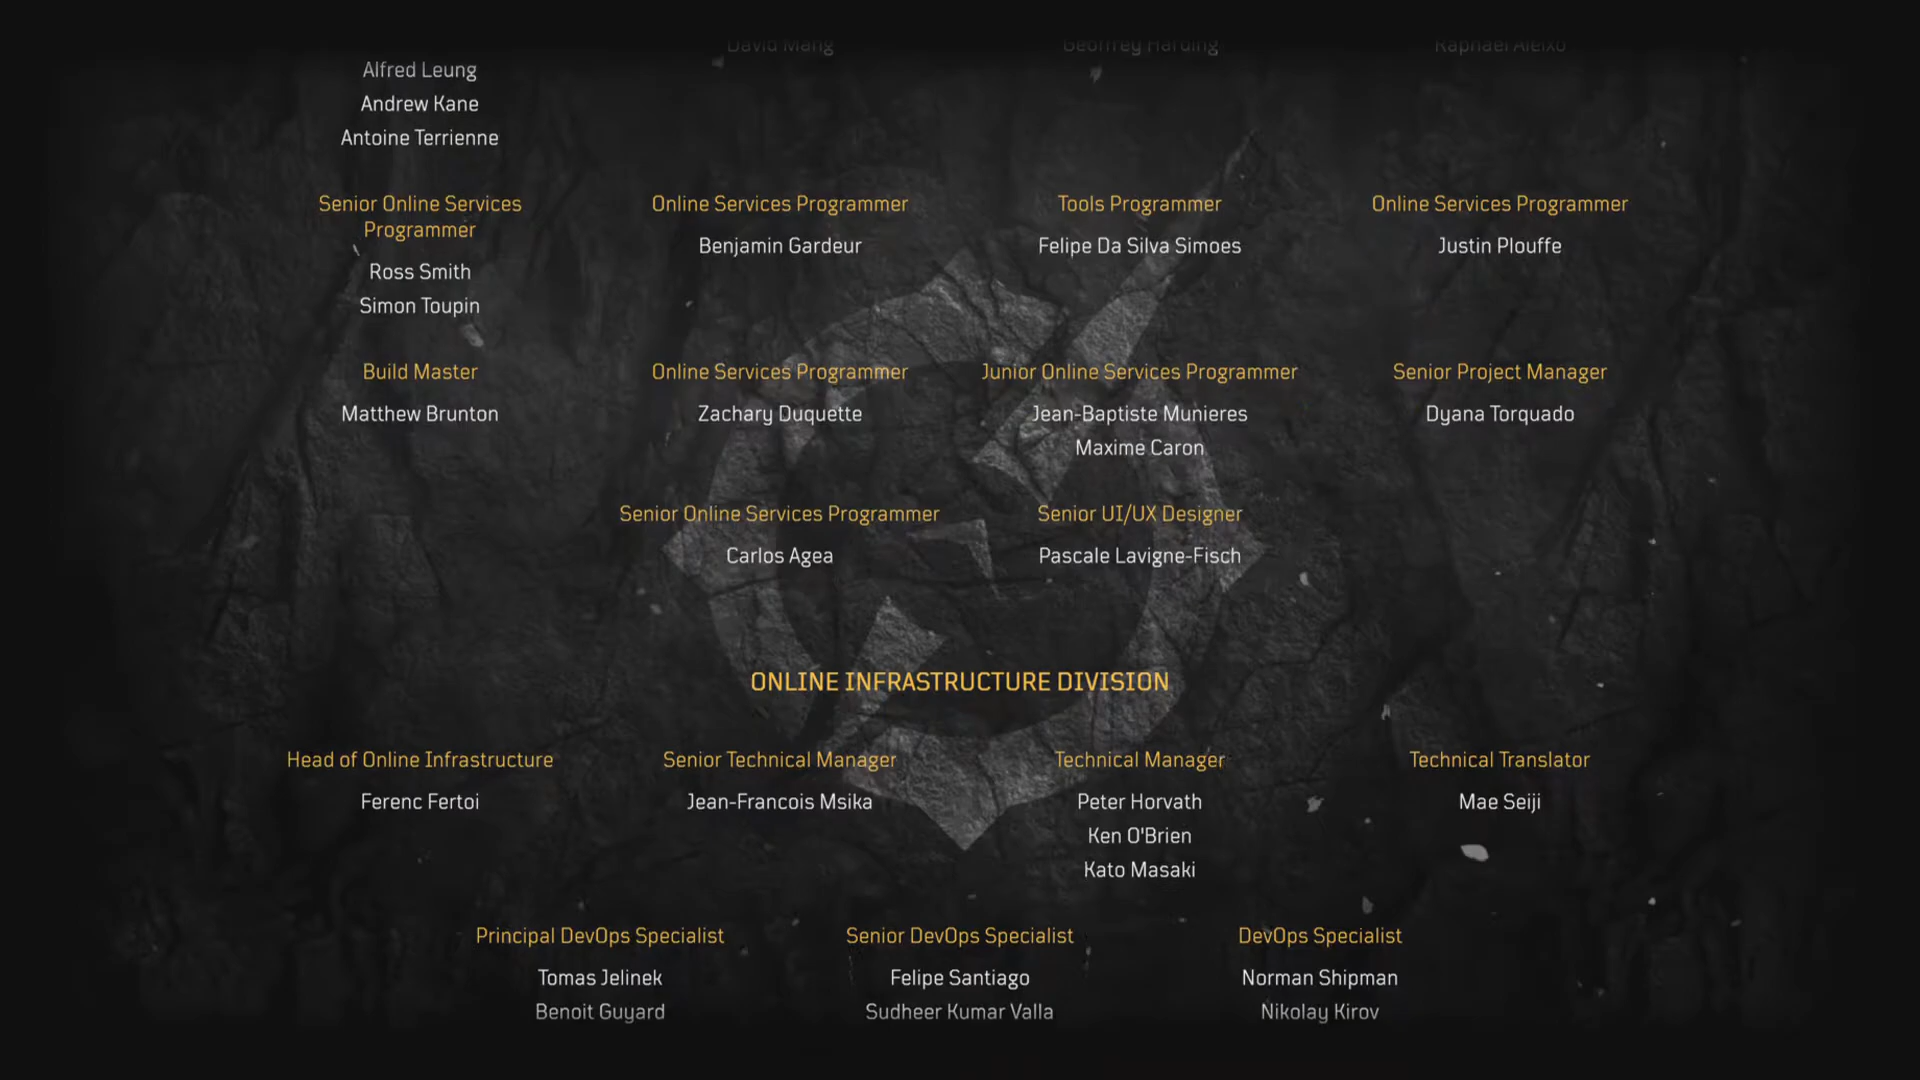 David Mang
Geoffrey Harding
Raphael Aleixo
Alfred Leung
Andrew Kane
Antoine Terrienne
Senior Online Services
Programmer
Ross Smith
Simon Toupin
Online Services Programmer
Benjamin Gardeur
Tools Programmer
Felipe Da Silva Simoes
Online Services Programmer
Justin Plouffe
Build Master
Matthew Brunton
Online Services Programmer
Zachary Duquette
Junior Online Services Programmer
Jean-Baptiste Munieres
Maxime Caron
Senior Project Manager
Dyana Torquado
Senior Online Services Programmer
Carlos Agea
Senior UI/UX Designer
Pascale Lavigne-Fisch
ONLINE INFRASTRUCTURE DIVISION
Head of Online Infrastructure
Ferenc Fertoi
Senior Technical Manager
Jean-Francois Msika
Technical Manager
Peter Horvath
Ken O'Brien
Kato Masaki
Technical Translator
Mae Seiji
Principal DevOps Specialist
Tomas Jelinek
Benoit Guyard
Senior DevOps Specialist
Felipe Santiago
Sudheer Kumar Valla
DevOps Specialist
Norman Shipman
Nikolay Kirov